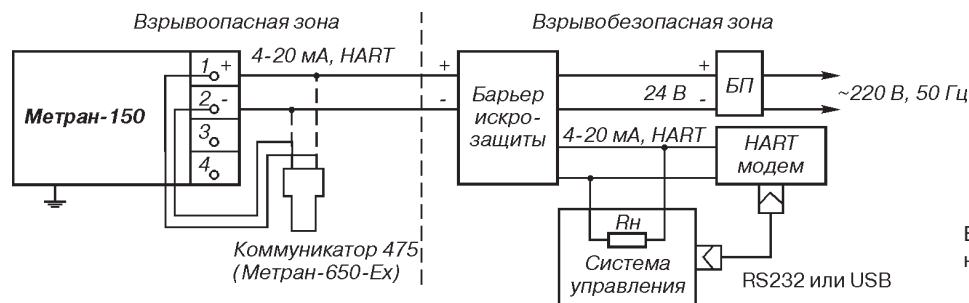 Взрывоопасная зона
Взрывобезопасная зона
4-20 мА, HART
1 +
2 -
3
4
Метран-150
+
-
Барьер
искро-
защиты
+
24 В
-
БП
~220 В, 50 Гц
4-20 мА, HART
HART
модем
Rн
Система
управления
RS232 или USB
Коммуникатор 475
(Метран-650-Ех)